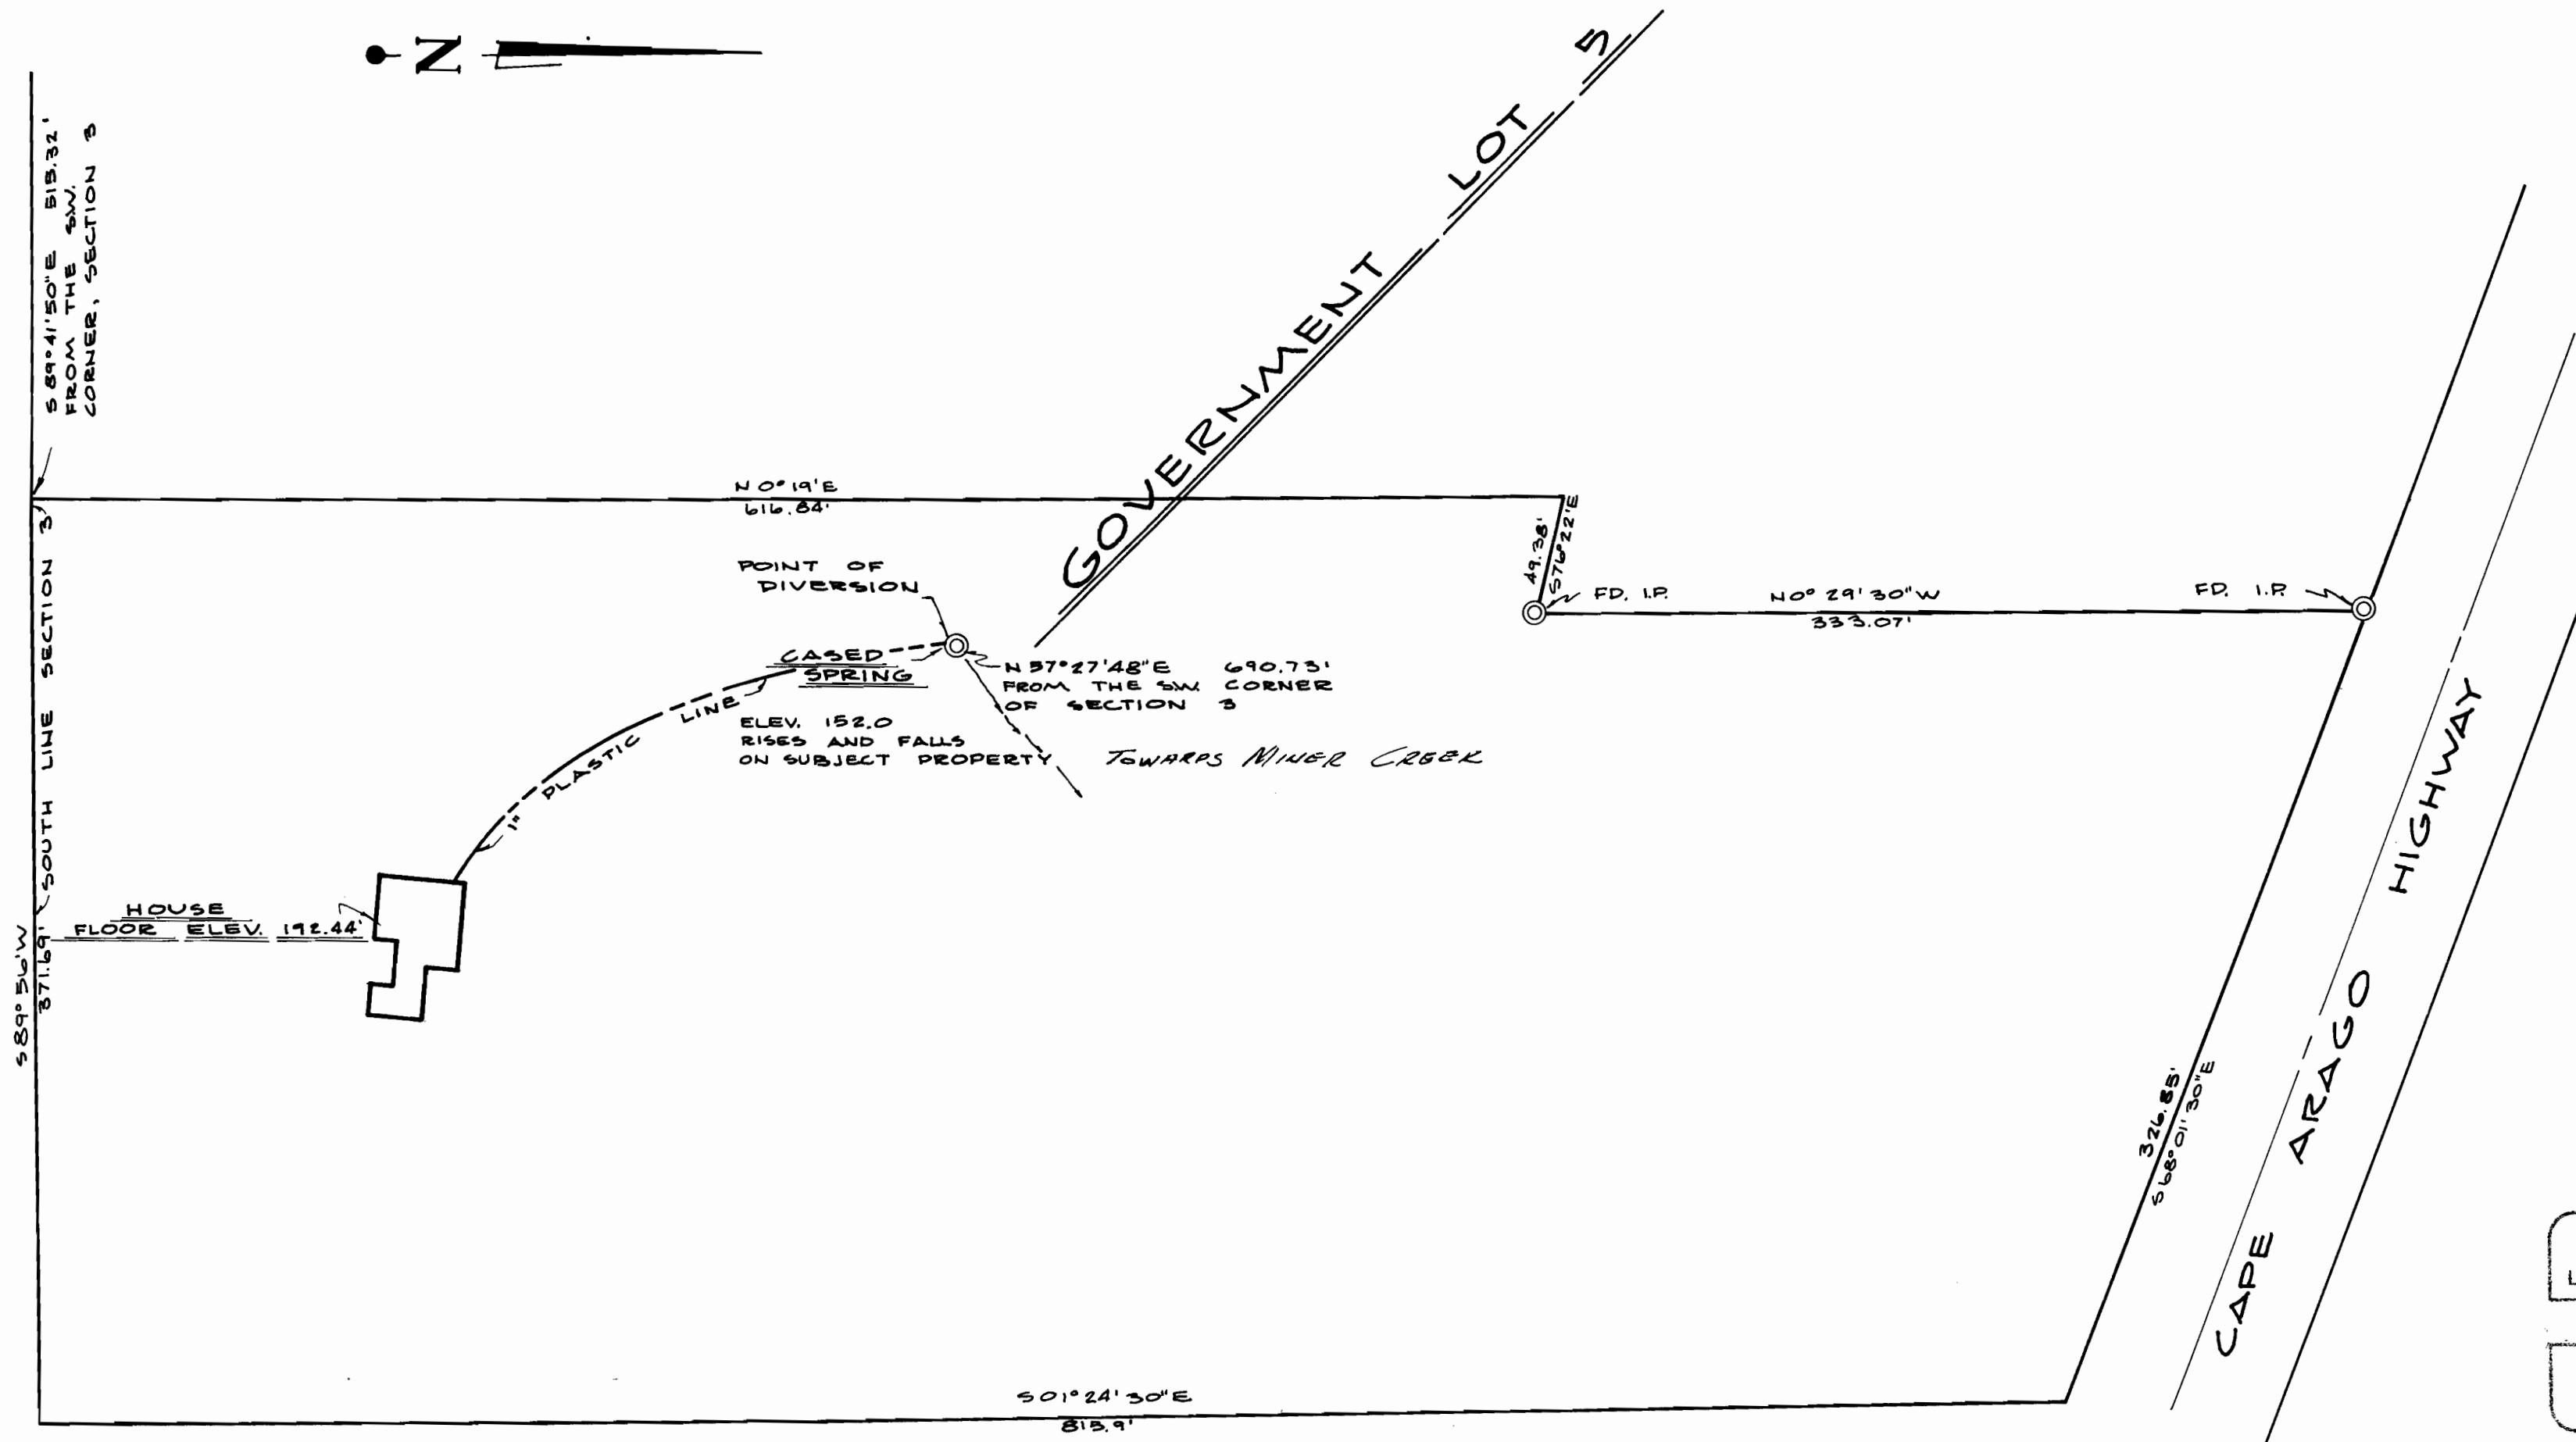 N
S 89°41'50"E 515.32'
FROM THE SW.
CORNER, SECTION 3
GOVERNMENT LOT 5
N 0°19'E
616.84'
49.38'
S76°22'E
FD. I.P.
N0° 29'30"W
333.07'
FD. I.P.
POINT OF
DIVERSION
CASED
SPRING
N 57°27'48"E 690.73'
FROM THE SW. CORNER
OF SECTION 3
ELEV. 152.0
RISES AND FALLS
ON SUBJECT PROPERTY
TOWARDS MINER CREEK
1" PLASTIC LINE
SOUTH LINE SECTION 3
HOUSE
FLOOR ELEV. 192.44'
S89°56'W
371.69'
326.85'
S68°01'30"E
CAPE ARAGO HIGHWAY
S01°24'30"E
815.9'